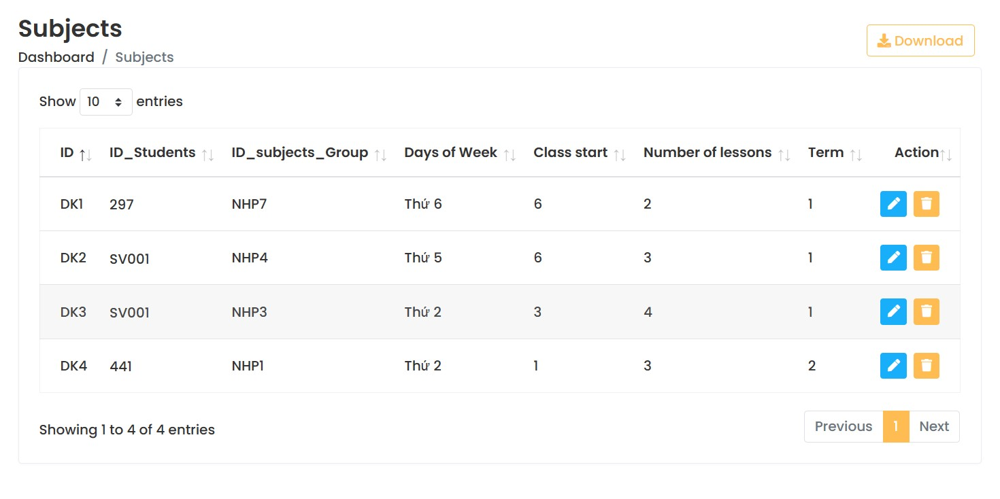 Subjects
Download
Dashboard / Subjects
Show 10 entries
ID ID_Students ID_subjects_Group Days of Week Class start Number of lessons Term Action
DK1 297 NHP7 Thứ 6 6 2 1
DK2 SV001 NHP4 Thứ 5 6 3 1
DK3 SV001 NHP3 Thứ 2 3 4 1
DK4 441 NHP1 Thứ 2 1 3 2
Showing 1 to 4 of 4 entries
Previous 1 Next